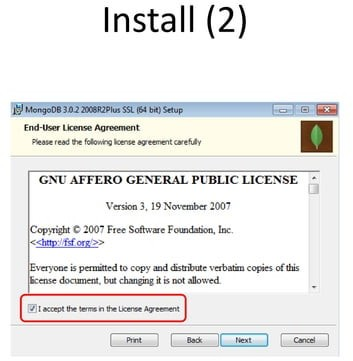 Install (2)
MongoDB 3.0.2 2008R2Plus SSL (64 bit) Setup
End-User License Agreement
Please read the following license agreement carefully
GNU AFFERO GENERAL PUBLIC LICENSE
Version 3, 19 November 2007
Copyright © 2007 Free Software Foundation, Inc.
<<http://fsf.org/>>
Everyone is permitted to copy and distribute verbatim copies of this
license document, but changing it is not allowed.
I accept the terms in the License Agreement
Print Back Next Cancel